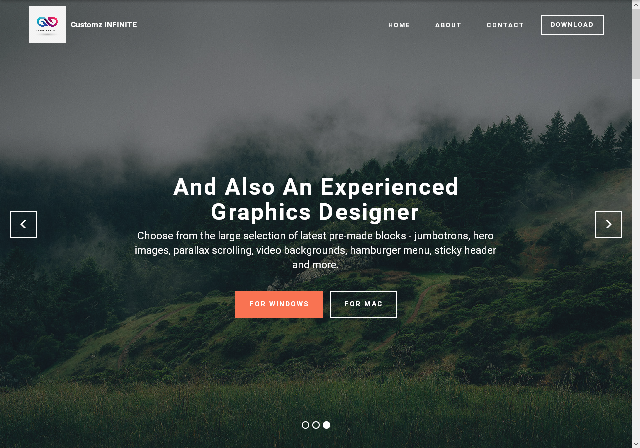 Customz INFINITE
HOME
ABOUT
CONTACT
DOWNLOAD
And Also An Experienced
Graphics Designer
Choose from the large selection of latest pre-made blocks - jumbotrons, hero
images, parallax scrolling, video backgrounds, hamburger menu, sticky header
and more.
FOR WINDOWS
FOR MAC